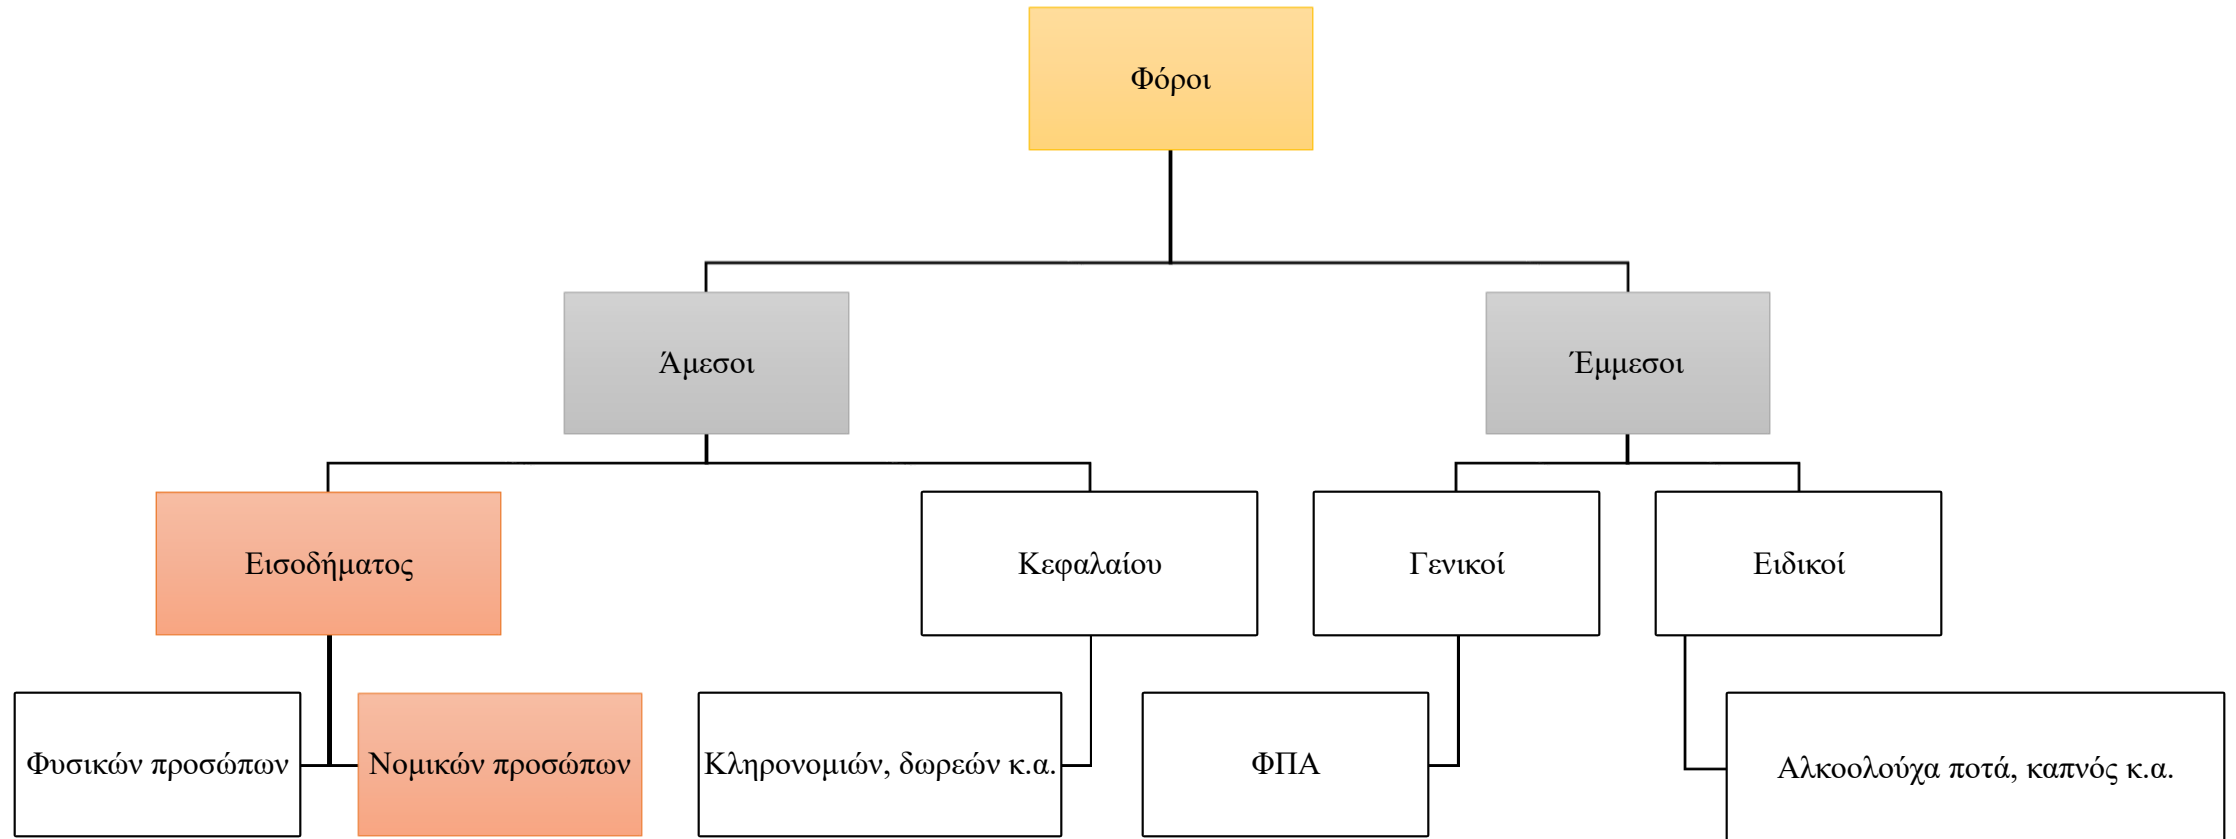 Φόροι
Άμεσοι
Έμμεσοι
Εισοδήματος
Κεφαλαίου
Γενικοί
Ειδικοί
Φυσικών προσώπων
Νομικών προσώπων
Κληρονομιών, δωρεών κ.α.
ΦΠΑ
Αλκοολούχα ποτά, καπνός κ.α.